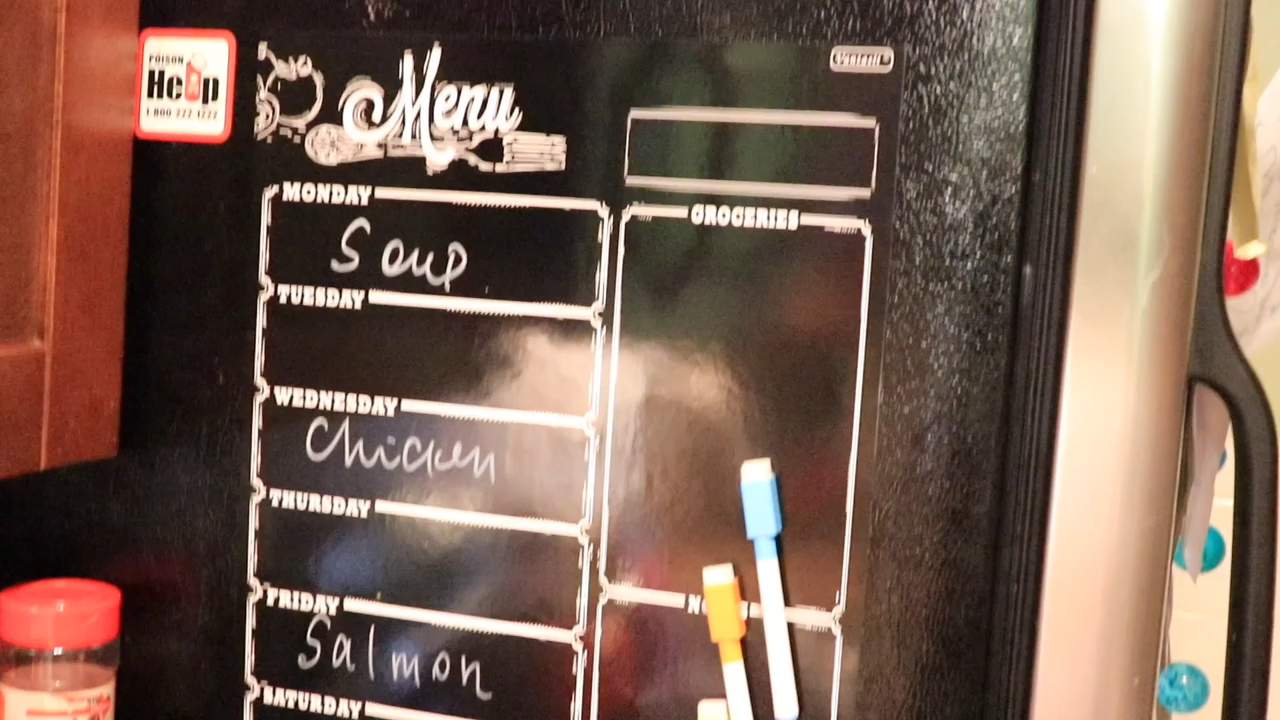 POISON
Help
1-800-222-1222
Menu
MONDAY
Soup
TUESDAY
WEDNESDAY
Chicken
THURSDAY
FRIDAY
Salmon
SATURDAY
GROCERIES